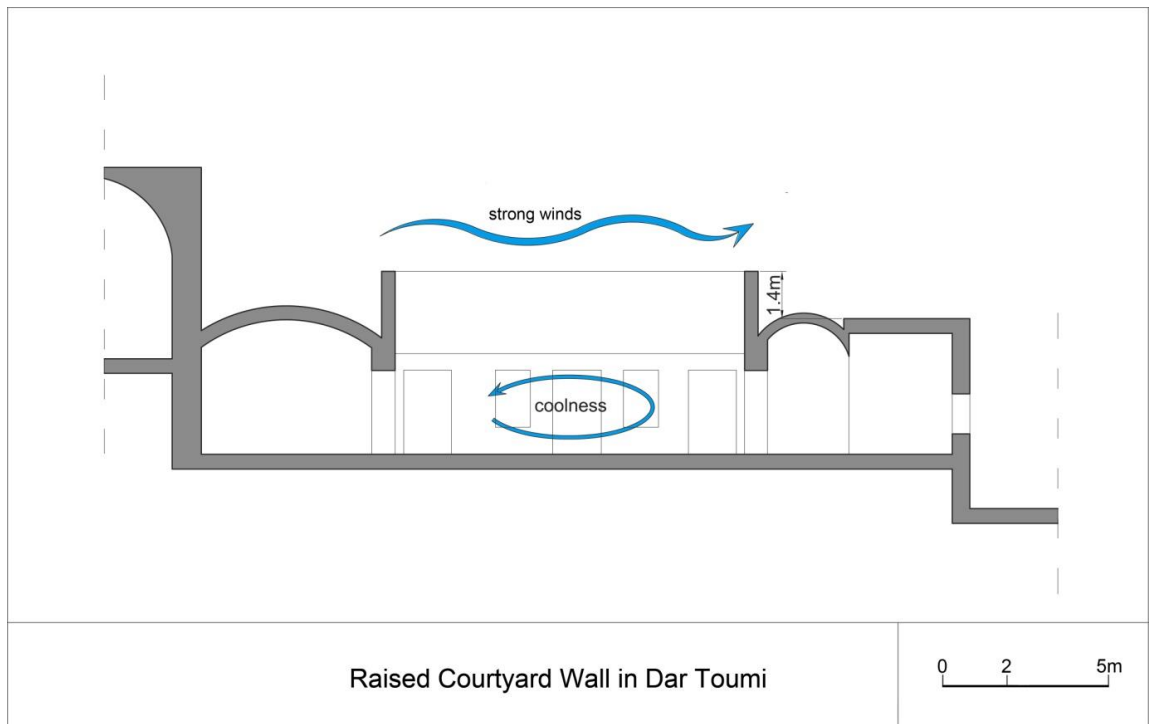 strong winds
1.4m
coolness
Raised Courtyard Wall in Dar Toumi
0 2 5m